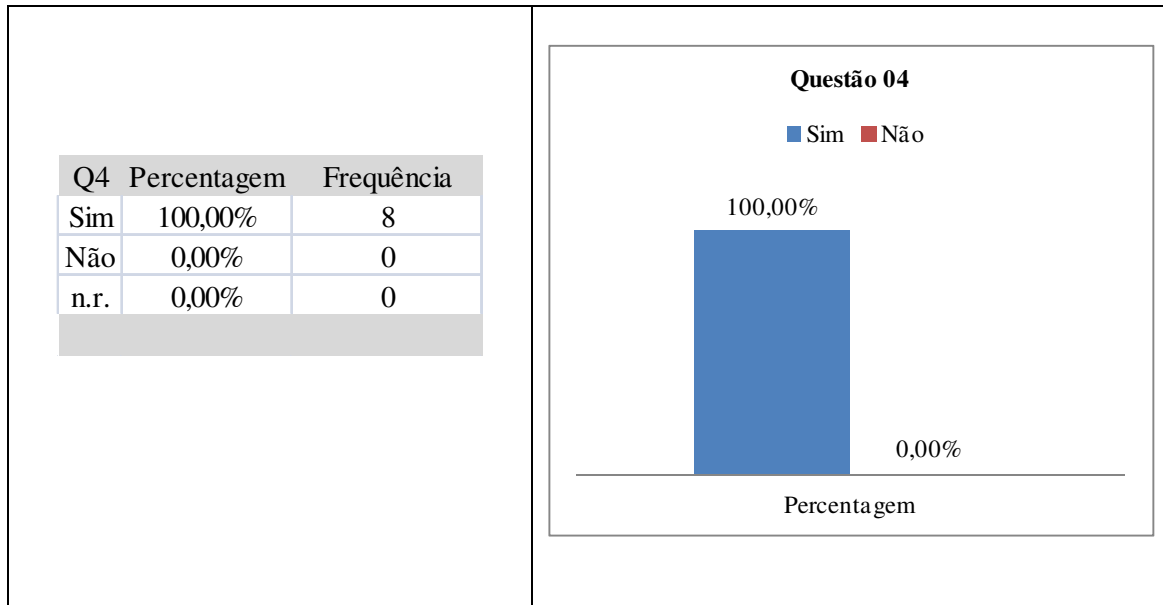 Q4 Percentagem Frequência
Sim 100,00% 8
Não 0,00% 0
n.r. 0,00% 0
Questão 04
Sim Não
100,00%
0,00%
Percentagem